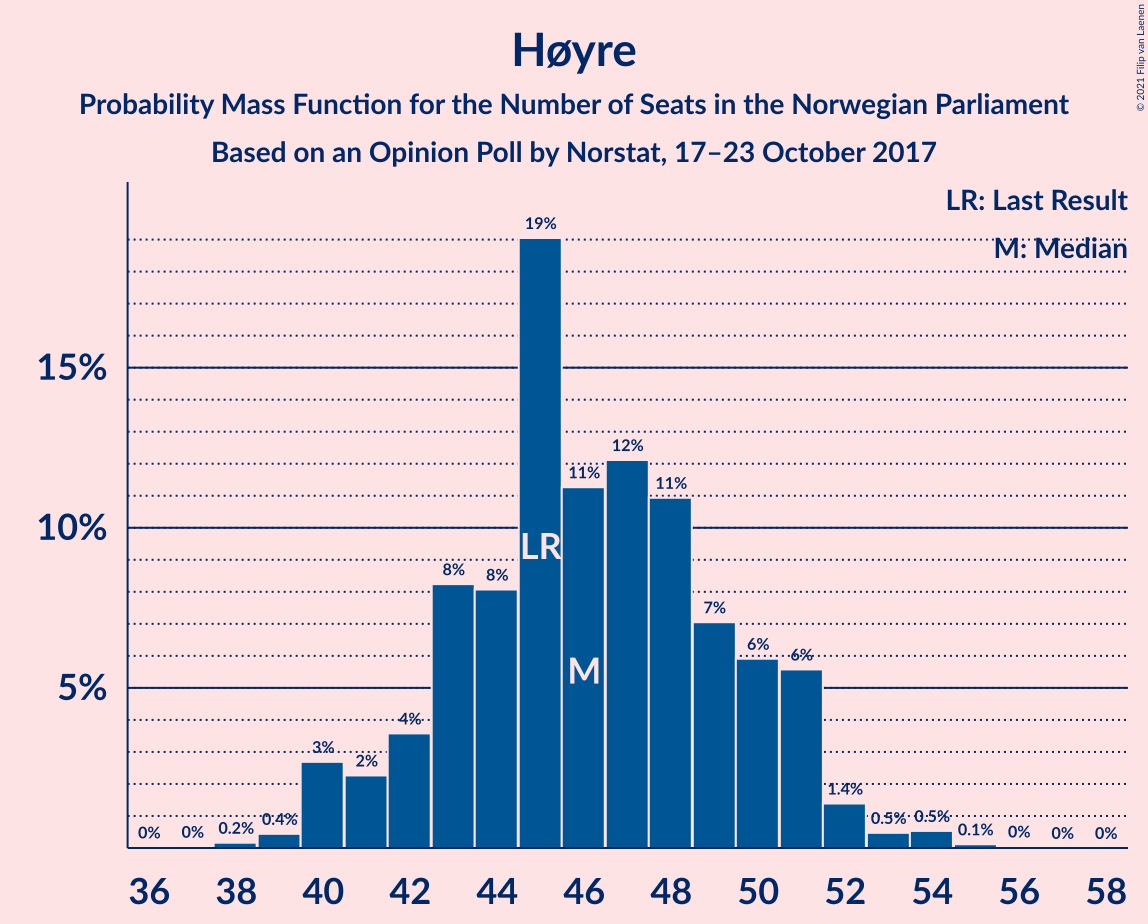 Høyre
Probability Mass Function for the Number of Seats in the Norwegian Parliament
Based on an Opinion Poll by Norstat, 17–23 October 2017
© 2021 Filip van Laenen
LR: Last Result
M: Median
15%
10%
5%
0%
0%
0.2%
0.4%
3%
2%
4%
8%
8%
19%
11%
12%
11%
7%
6%
6%
1.4%
0.5%
0.5%
0.1%
0%
0%
0%
LR
M
36 38 40 42 44 46 48 50 52 54 56 58